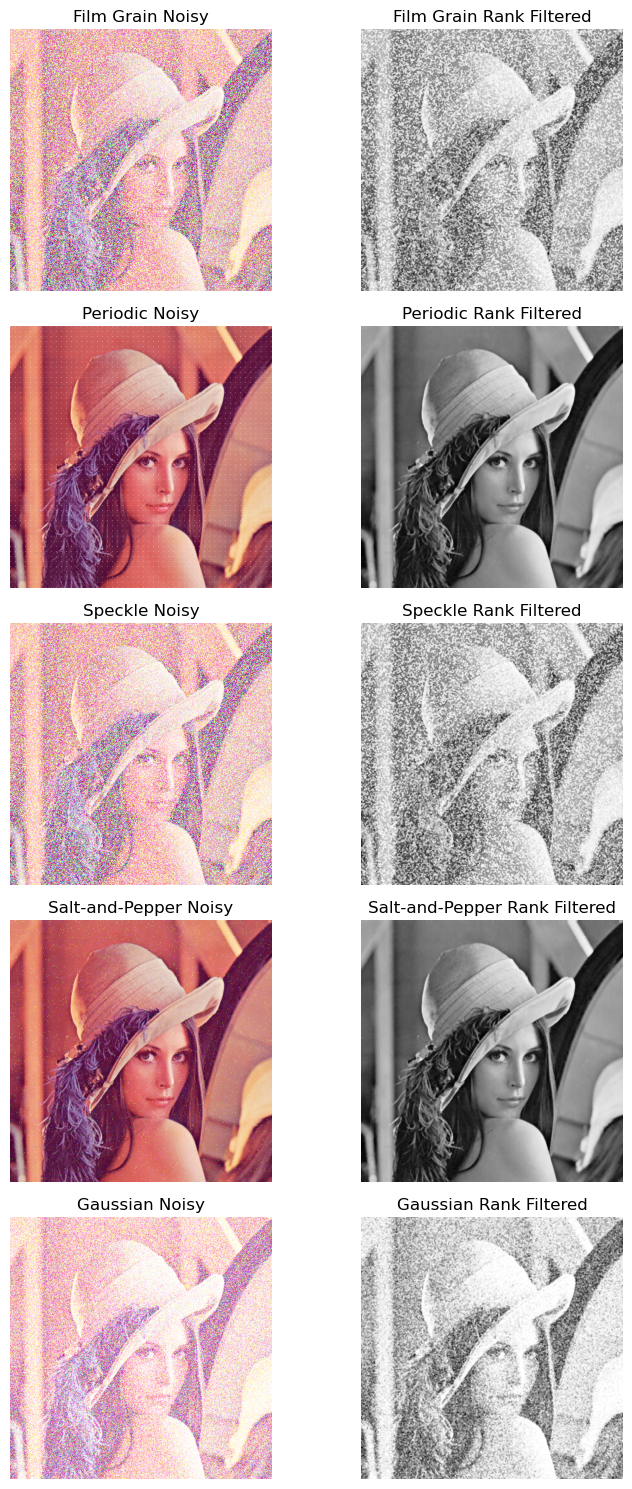 Film Grain Noisy
Film Grain Rank Filtered
Periodic Noisy
Periodic Rank Filtered
Speckle Noisy
Speckle Rank Filtered
Salt-and-Pepper Noisy
Salt-and-Pepper Rank Filtered
Gaussian Noisy
Gaussian Rank Filtered